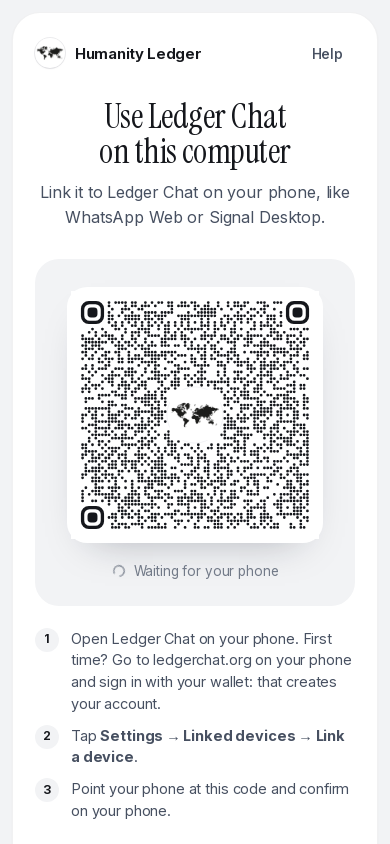 Humanity Ledger
Help
Use Ledger Chat
on this computer
Link it to Ledger Chat on your phone, like
WhatsApp Web or Signal Desktop.
Waiting for your phone
1
Open Ledger Chat on your phone. First
time? Go to ledgerchat.org on your phone
and sign in with your wallet: that creates
your account.
2
Tap Settings → Linked devices → Link
a device.
3
Point your phone at this code and confirm
on your phone.